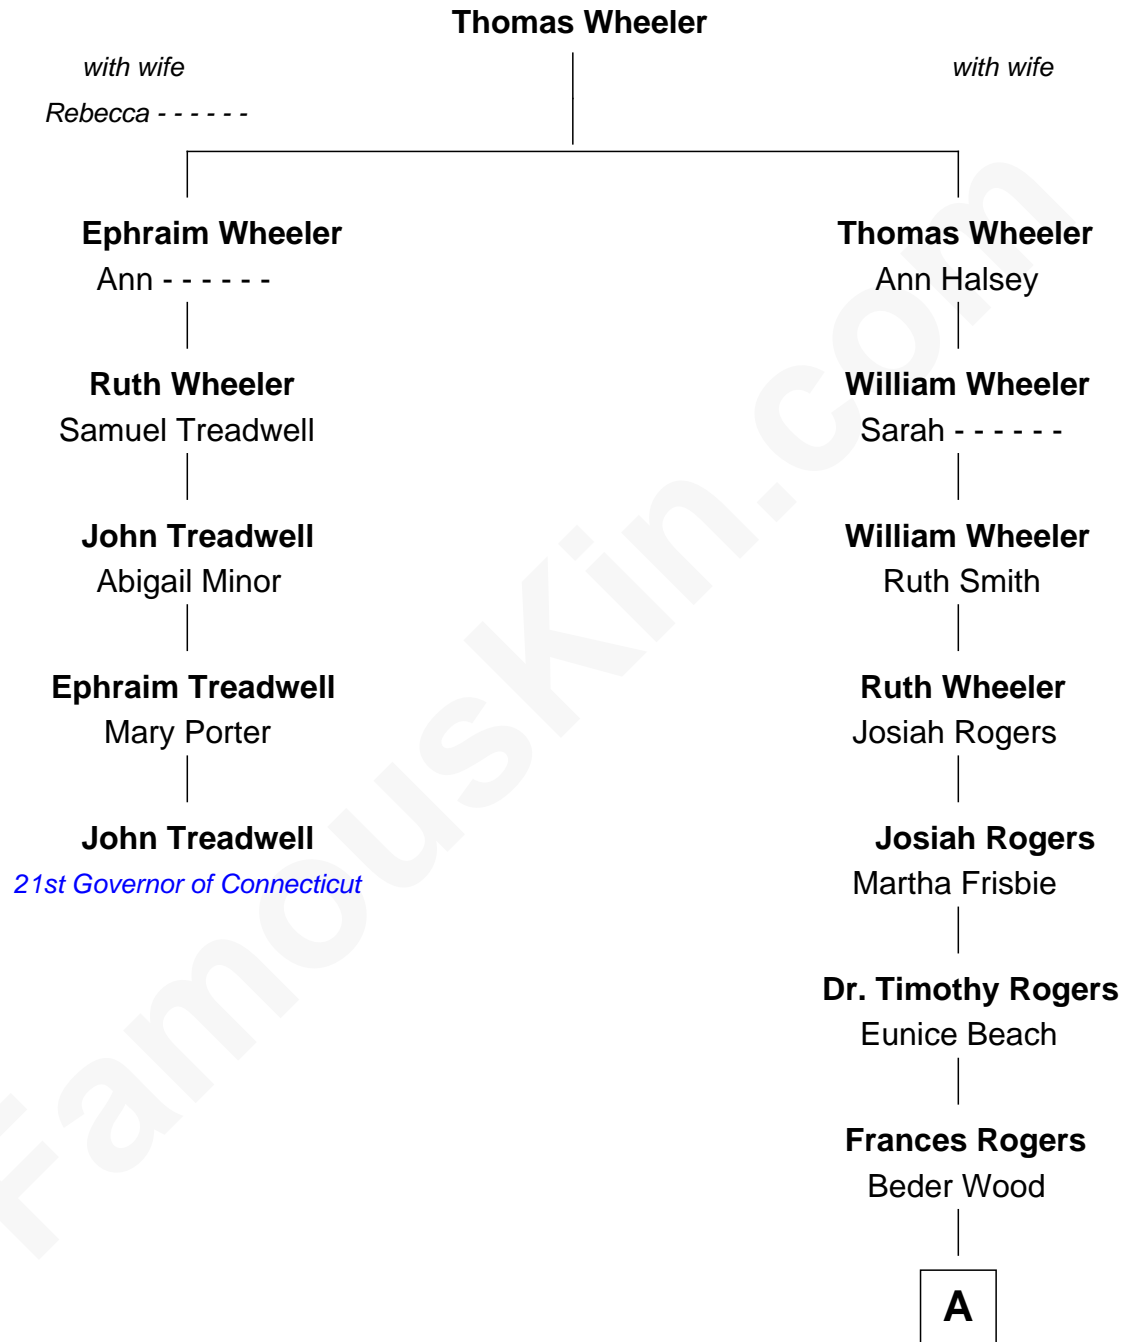 Thomas Wheeler
with wife
Rebecca - - - - - -
with wife
Ephraim Wheeler
Ann - - - - - -
Ruth Wheeler
Samuel Treadwell
John Treadwell
Abigail Minor
Ephraim Treadwell
Mary Porter
John Treadwell
21st Governor of Connecticut
Thomas Wheeler
Ann Halsey
William Wheeler
Sarah - - - - - -
William Wheeler
Ruth Smith
Ruth Wheeler
Josiah Rogers
Josiah Rogers
Martha Frisbie
Dr. Timothy Rogers
Eunice Beach
Frances Rogers
Beder Wood
A
FamousKin.com